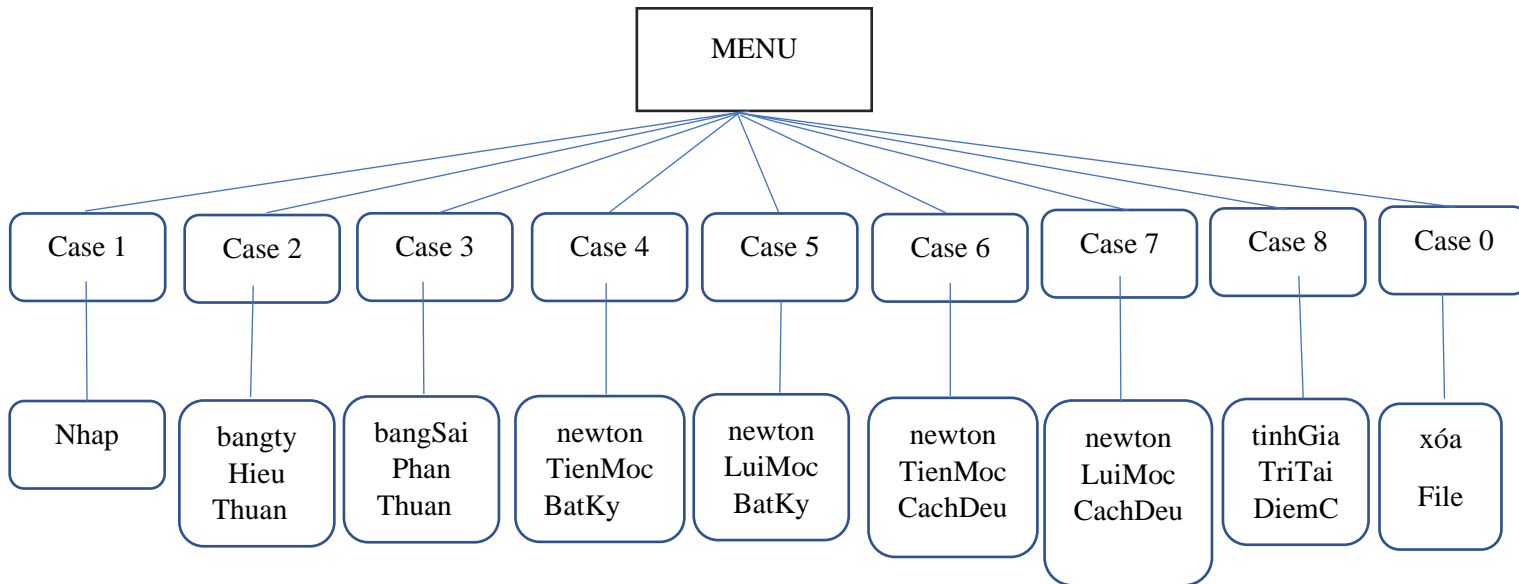 MENU
Case 1
Case 2
Case 3
Case 4
Case 5
Case 6
Case 7
Case 8
Case 0
Nhap
bangty
Hieu
Thuan
bangSai
Phan
Thuan
newton
TienMoc
BatKy
newton
LuiMoc
BatKy
newton
TienMoc
CachDeu
newton
LuiMoc
CachDeu
tinhGia
TriTai
DiemC
xóa
File